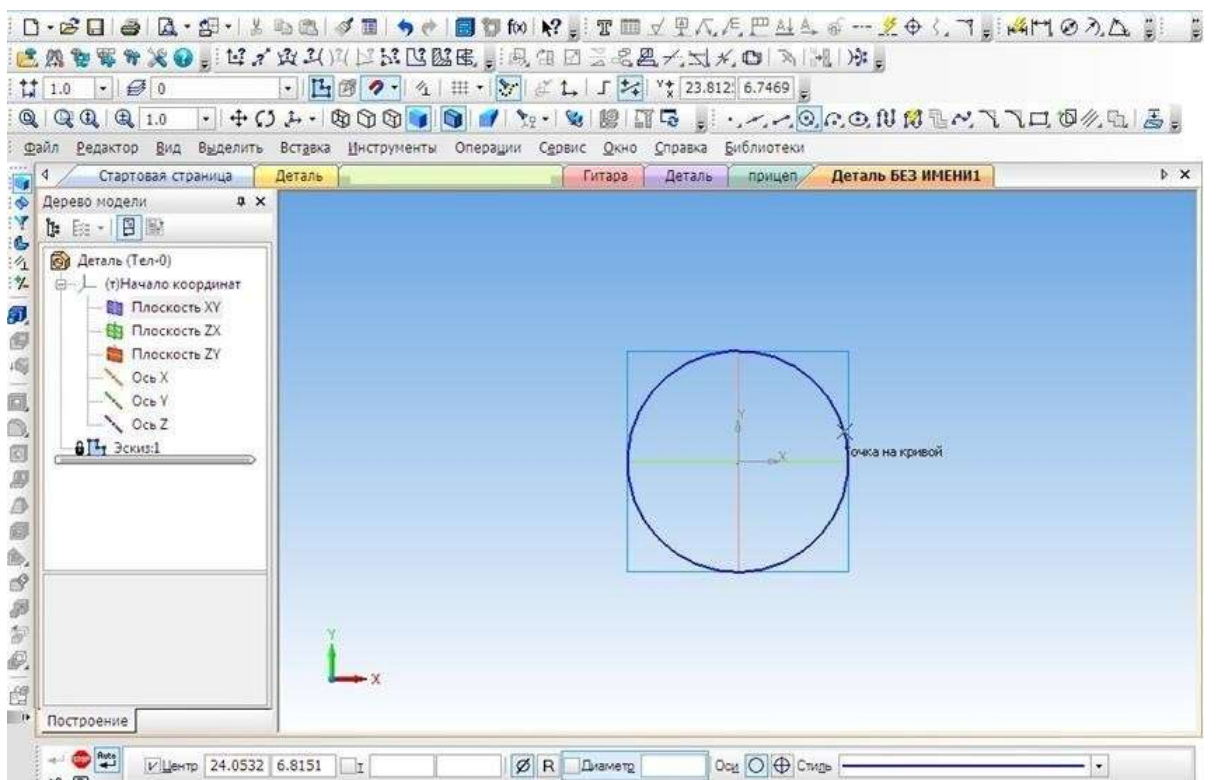 f(x)
1.0 0 23.812 6.7469
1.0
Файл Редактор Вид Выделить Вставка Инструменты Операции Сервис Окно Справка Библиотеки
Стартовая страница Деталь Гитара Деталь прицеп Деталь БЕЗ ИМЕНИ1
Дерево модели
Деталь (Тел-0)
(т)Начало координат
Плоскость XY
Плоскость ZX
Плоскость ZY
Ось X
Ось Y
Ось Z
Эскиз:1
Y
X
очка на кривой
Y
X
Построение
STOP Auto Центр 24.0532 6.8151 R Диаметр Оси Стиль